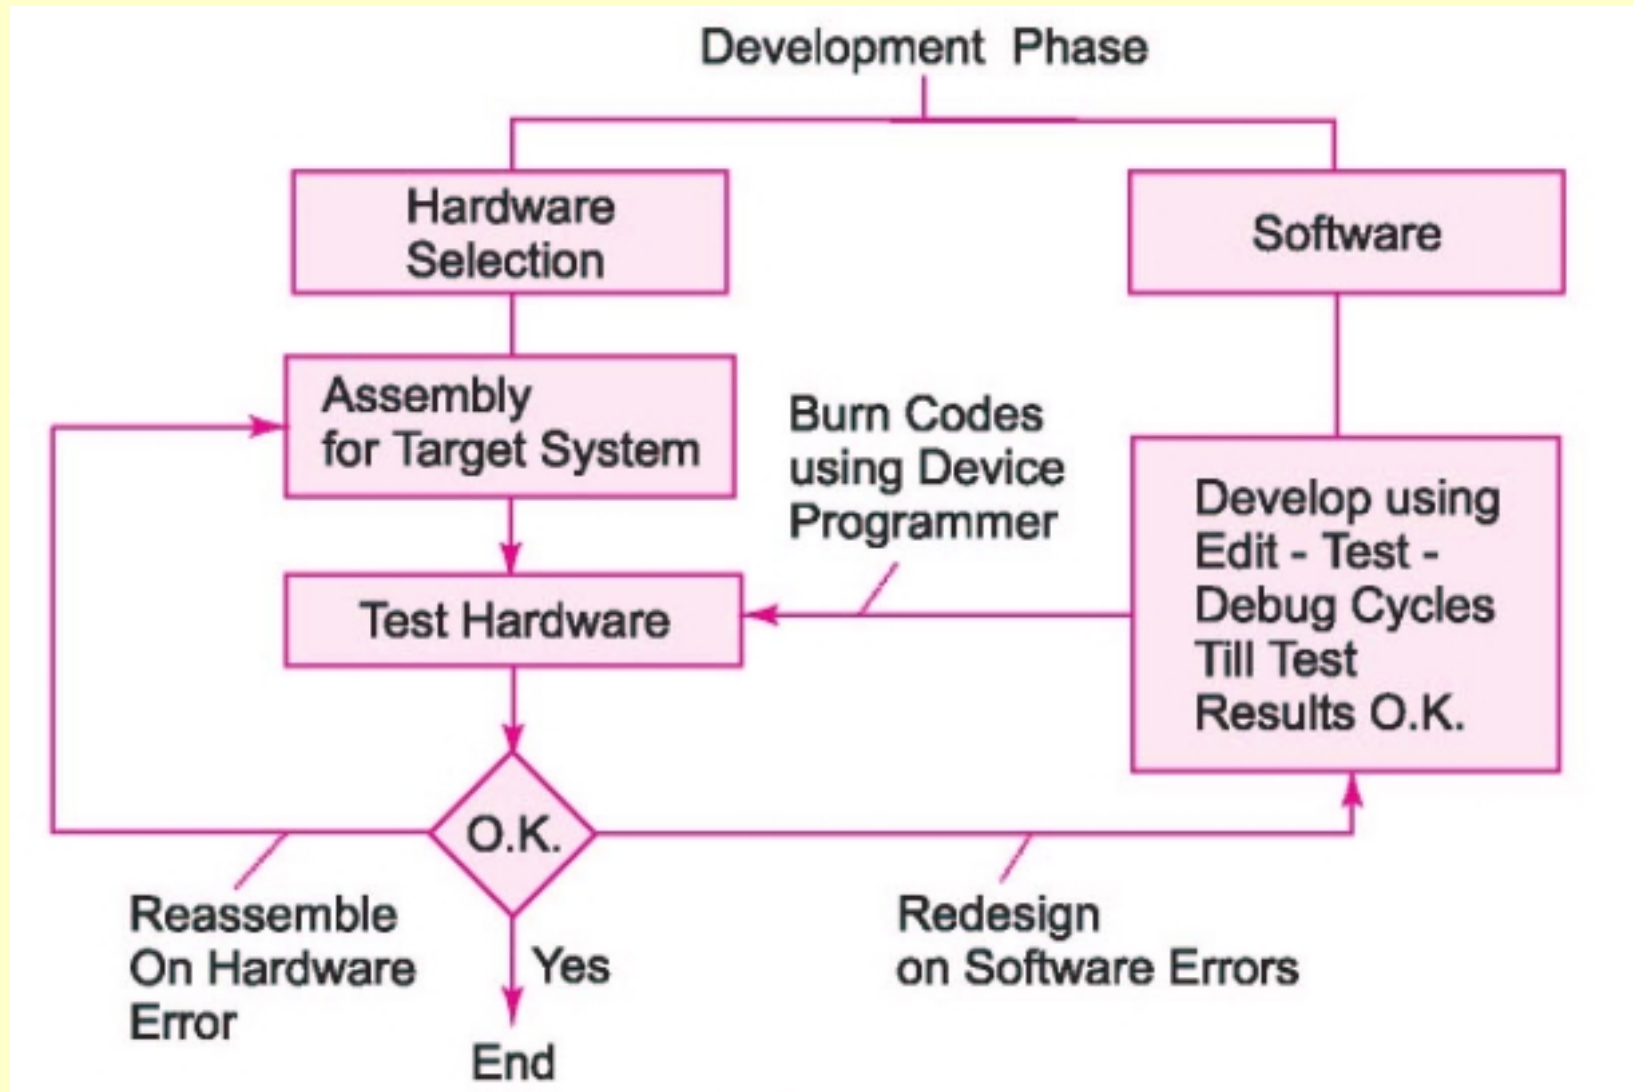 Development Phase
Hardware
Selection
Software
Assembly
for Target System
Burn Codes
using Device
Programmer
Develop using
Edit - Test -
Debug Cycles
Till Test
Results O.K.
Test Hardware
O.K.
Reassemble
On Hardware
Error
Yes
Redesign
on Software Errors
End